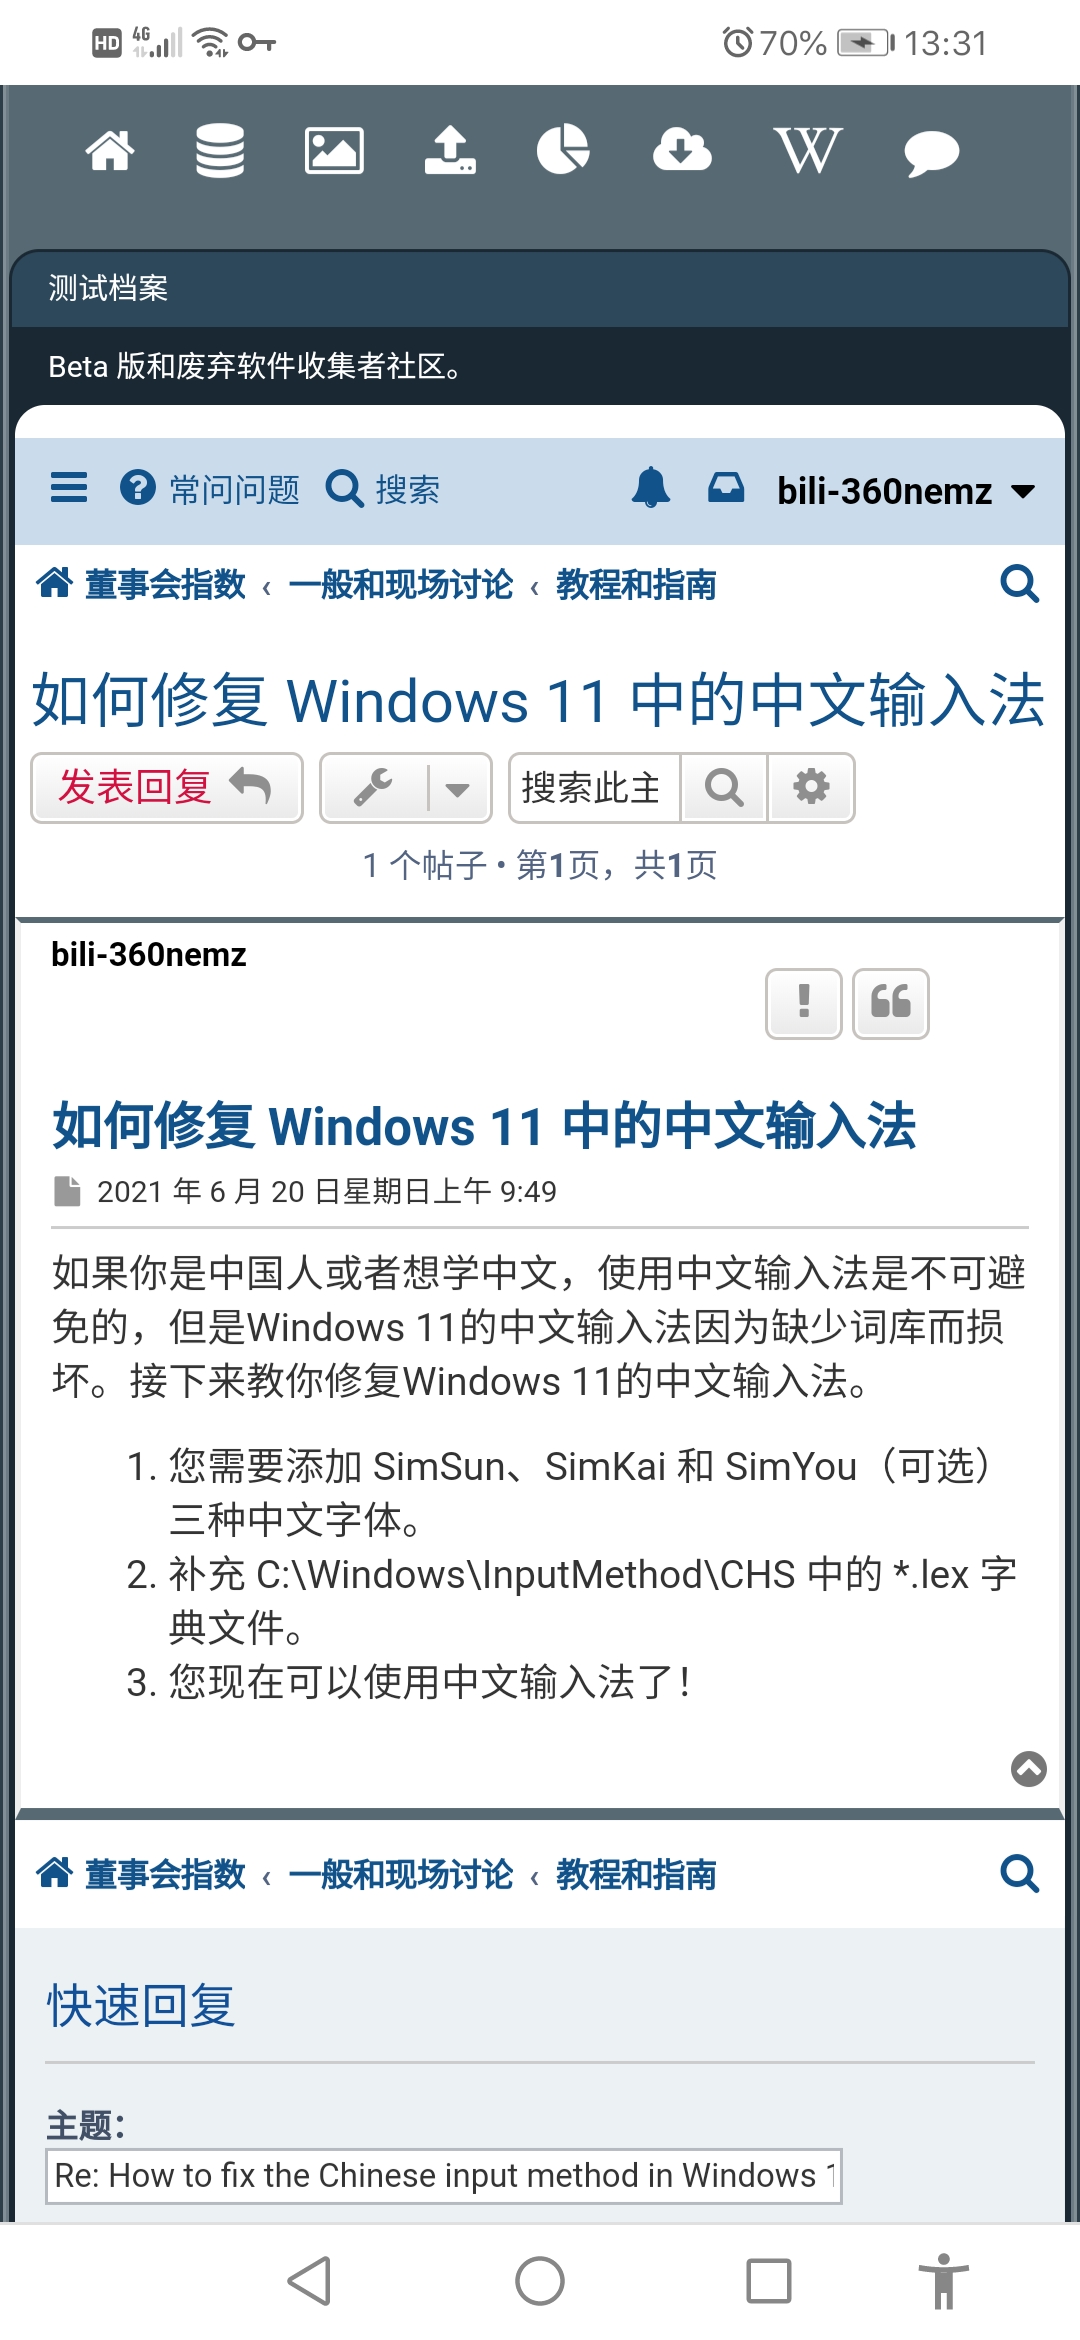 HD 4G 70% 13:31
W
测试档案
Beta 版和废弃软件收集者社区。
常问问题 搜索 bili-360nemz
董事会指数 ‹ 一般和现场讨论 ‹ 教程和指南
如何修复 Windows 11 中的中文输入法
发表回复 搜索此主
1 个帖子 • 第1页，共1页
bili-360nemz
如何修复 Windows 11 中的中文输入法
2021 年 6 月 20 日星期日上午 9:49
如果你是中国人或者想学中文，使用中文输入法是不可避
免的，但是Windows 11的中文输入法因为缺少词库而损
坏。接下来教你修复Windows 11的中文输入法。
1. 您需要添加 SimSun、SimKai 和 SimYou（可选）
三种中文字体。
2. 补充 C:\Windows\InputMethod\CHS 中的 *.lex 字
典文件。
3. 您现在可以使用中文输入法了！
董事会指数 ‹ 一般和现场讨论 ‹ 教程和指南
快速回复
主题：
Re: How to fix the Chinese input method in Windows 1